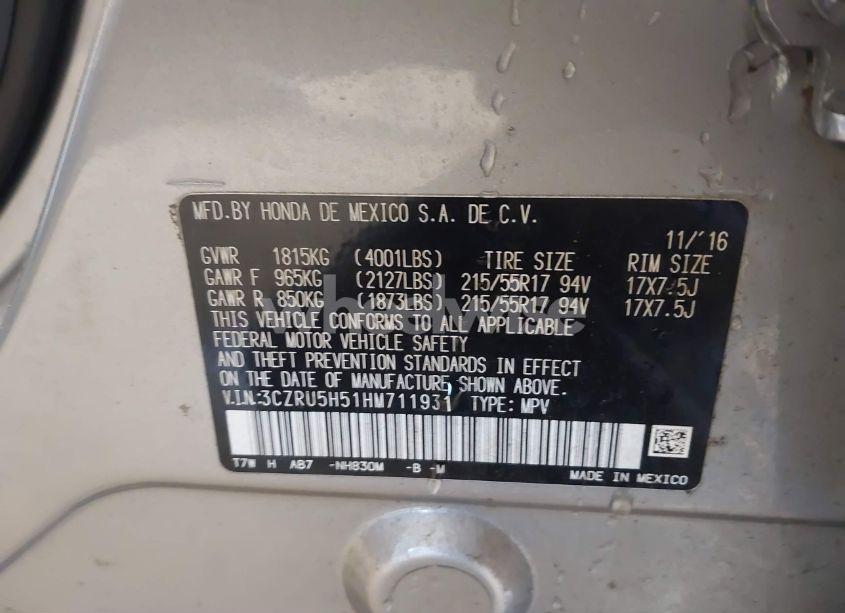 MFD.BY HONDA DE MEXICO S.A. DE C.V.
11/'16
GVWR 1815KG (4001LBS) TIRE SIZE RIM SIZE
GAWR F 965KG (2127LBS) 215/55R17 94V 17X7.5J
GAWR R 850KG (1873LBS) 215/55R17 94V 17X7.5J
THIS VEHICLE CONFORMS TO ALL APPLICABLE
FEDERAL MOTOR VEHICLE SAFETY
AND THEFT PREVENTION STANDARDS IN EFFECT
ON THE DATE OF MANUFACTURE SHOWN ABOVE.
V.I.N.:3CZRU5H51HM711931 TYPE: MPV
T7W H AB7 -NH830M -B -M
MADE IN MEXICO